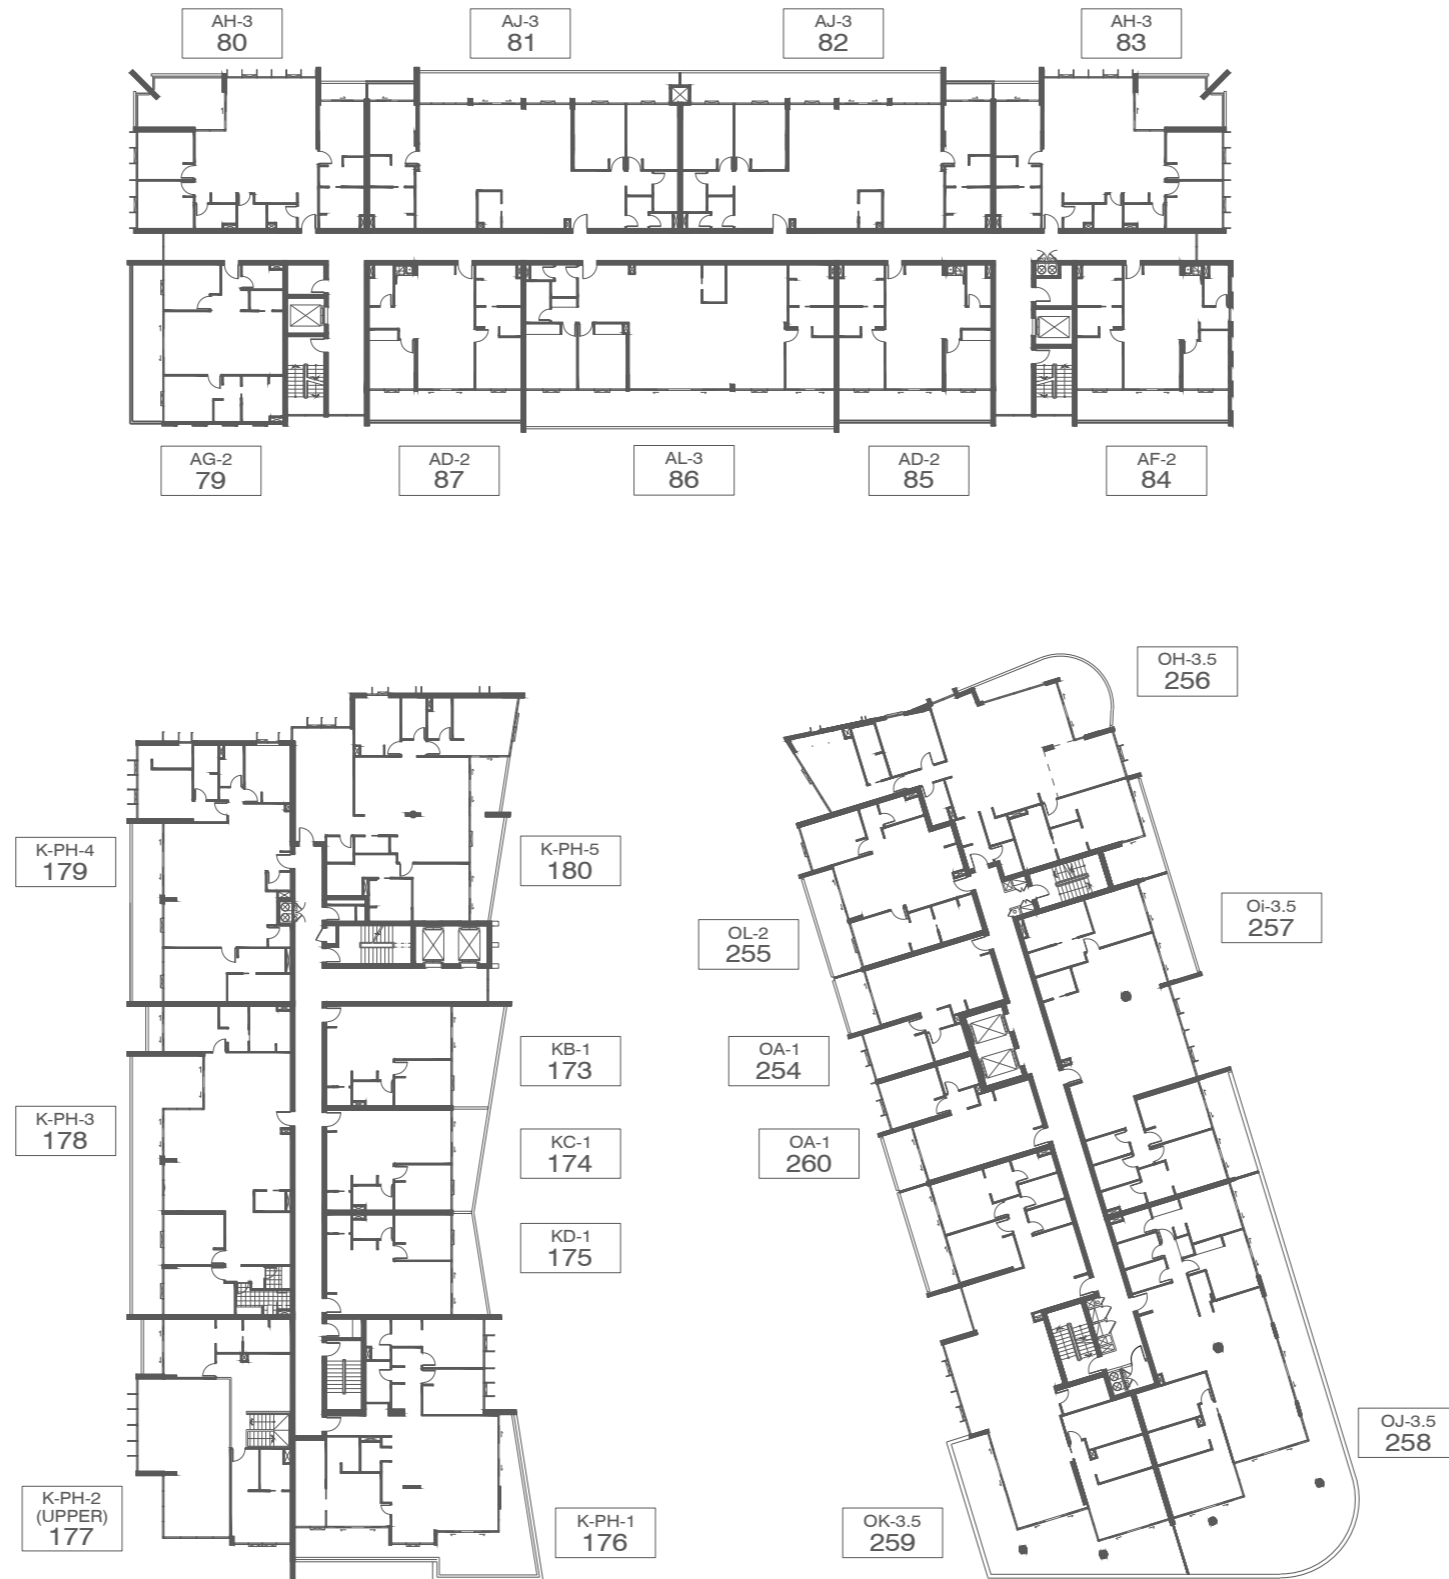 AH-3
80
AJ-3
81
AJ-3
82
AH-3
83
AG-2
79
AD-2
87
AL-3
86
AD-2
85
AF-2
84
OH-3.5
256
K-PH-4
179
K-PH-5
180
OL-2
255
Oi-3.5
257
K-PH-3
178
KB-1
173
OA-1
254
KC-1
174
OA-1
260
KD-1
175
K-PH-2
(UPPER)
177
K-PH-1
176
OK-3.5
259
OJ-3.5
258